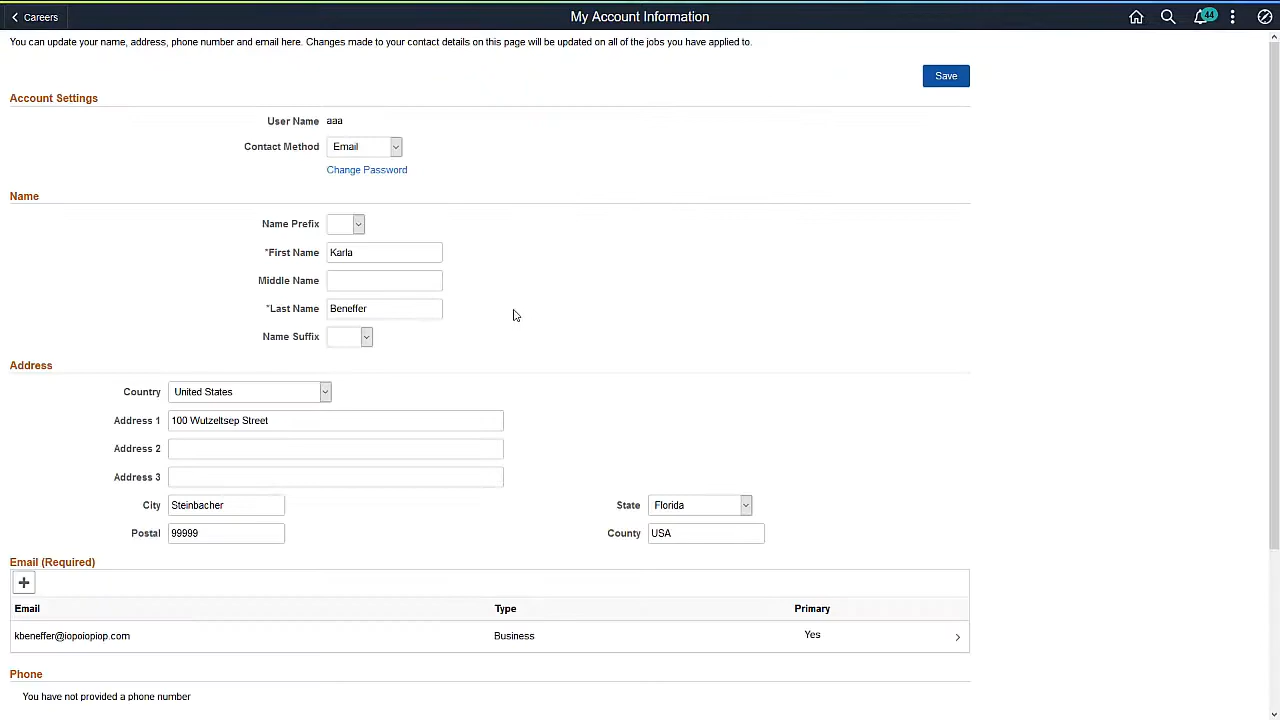 Careers
My Account Information
44
You can update your name, address, phone number and email here. Changes made to your contact details on this page will be updated on all of the jobs you have applied to.
Save
Account Settings
User Name aaa
Contact Method Email
Change Password
Name
Name Prefix
*First Name Karla
Middle Name
*Last Name Beneffer
Name Suffix
Address
Country United States
Address 1 100 Wutzeltsep Street
Address 2
Address 3
City Steinbacher State Florida
Postal 99999 County USA
Email (Required)
Email Type Primary
kbeneffer@iopoiopiop.com Business Yes
Phone
You have not provided a phone number